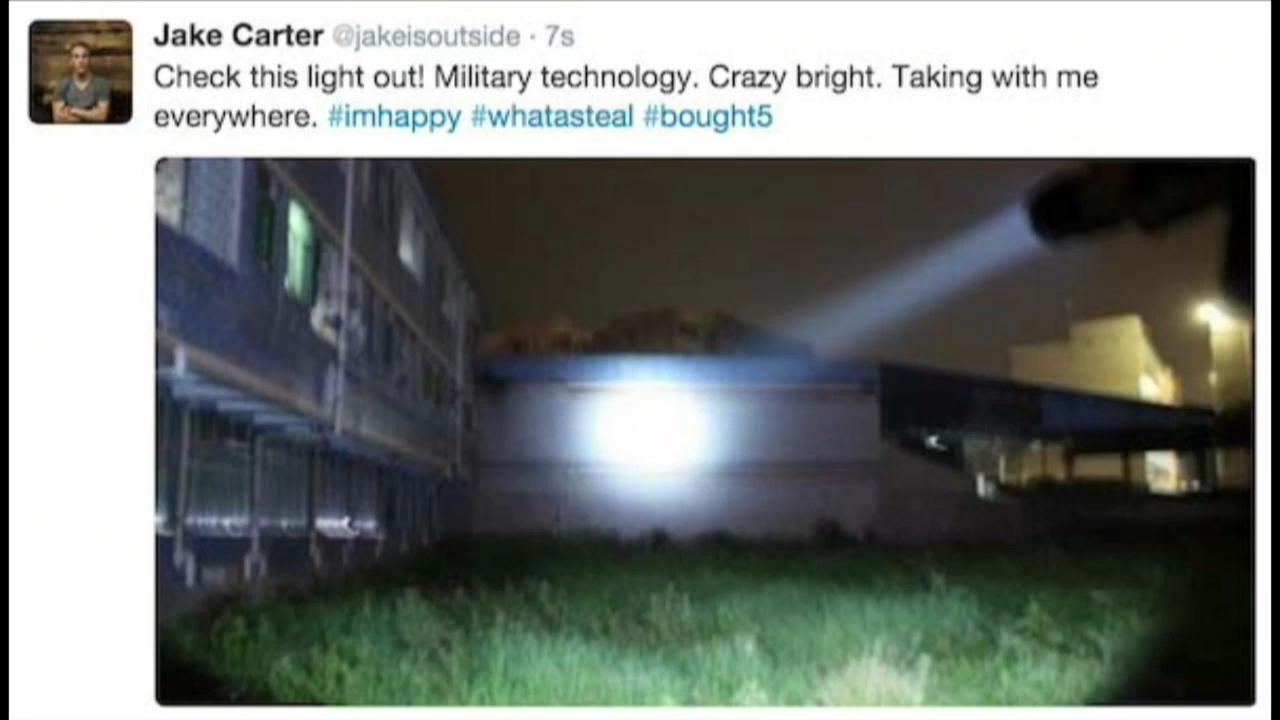 Jake Carter @jakeisoutside · 7s
Check this light out! Military technology. Crazy bright. Taking with me
everywhere. #imhappy #whatasteal #bought5